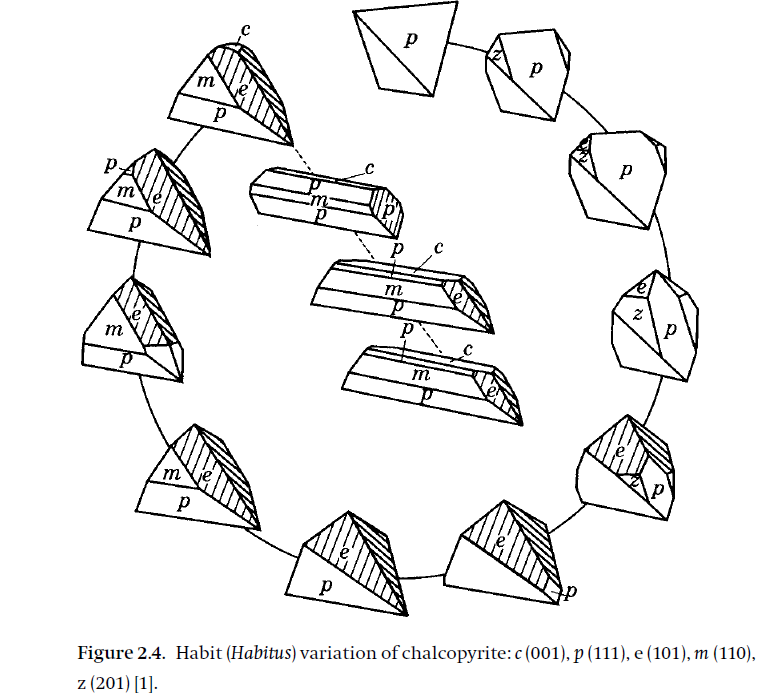 c
p
z
p
m
e
p
z
z
p
p
m
e
p
c
p
m
p
p
p
c
m
e
p
e
z
p
e
m
p
p
c
m
e
p
e
z
p
m
e
p
e
p
e
p
Figure 2.4. Habit (Habitus) variation of chalcopyrite: c (001), p (111), e (101), m (110),
z (201) [1].